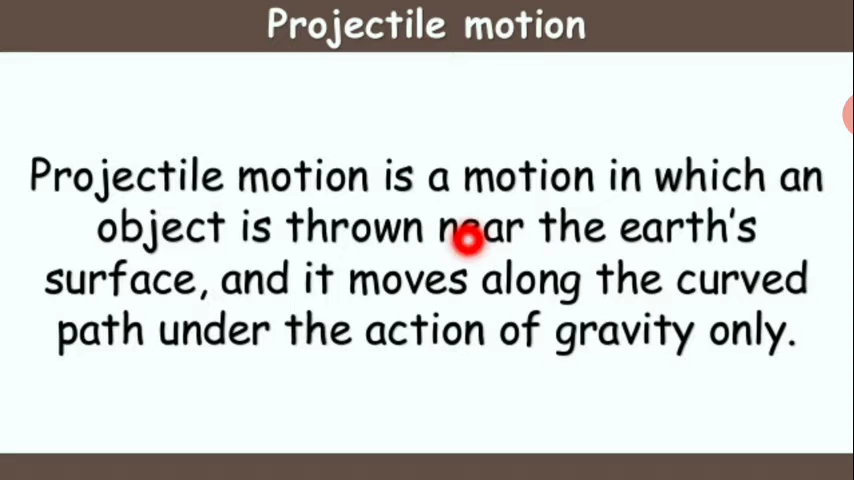 Projectile motion
Projectile motion is a motion in which an
object is thrown near the earth's
surface, and it moves along the curved
path under the action of gravity only.